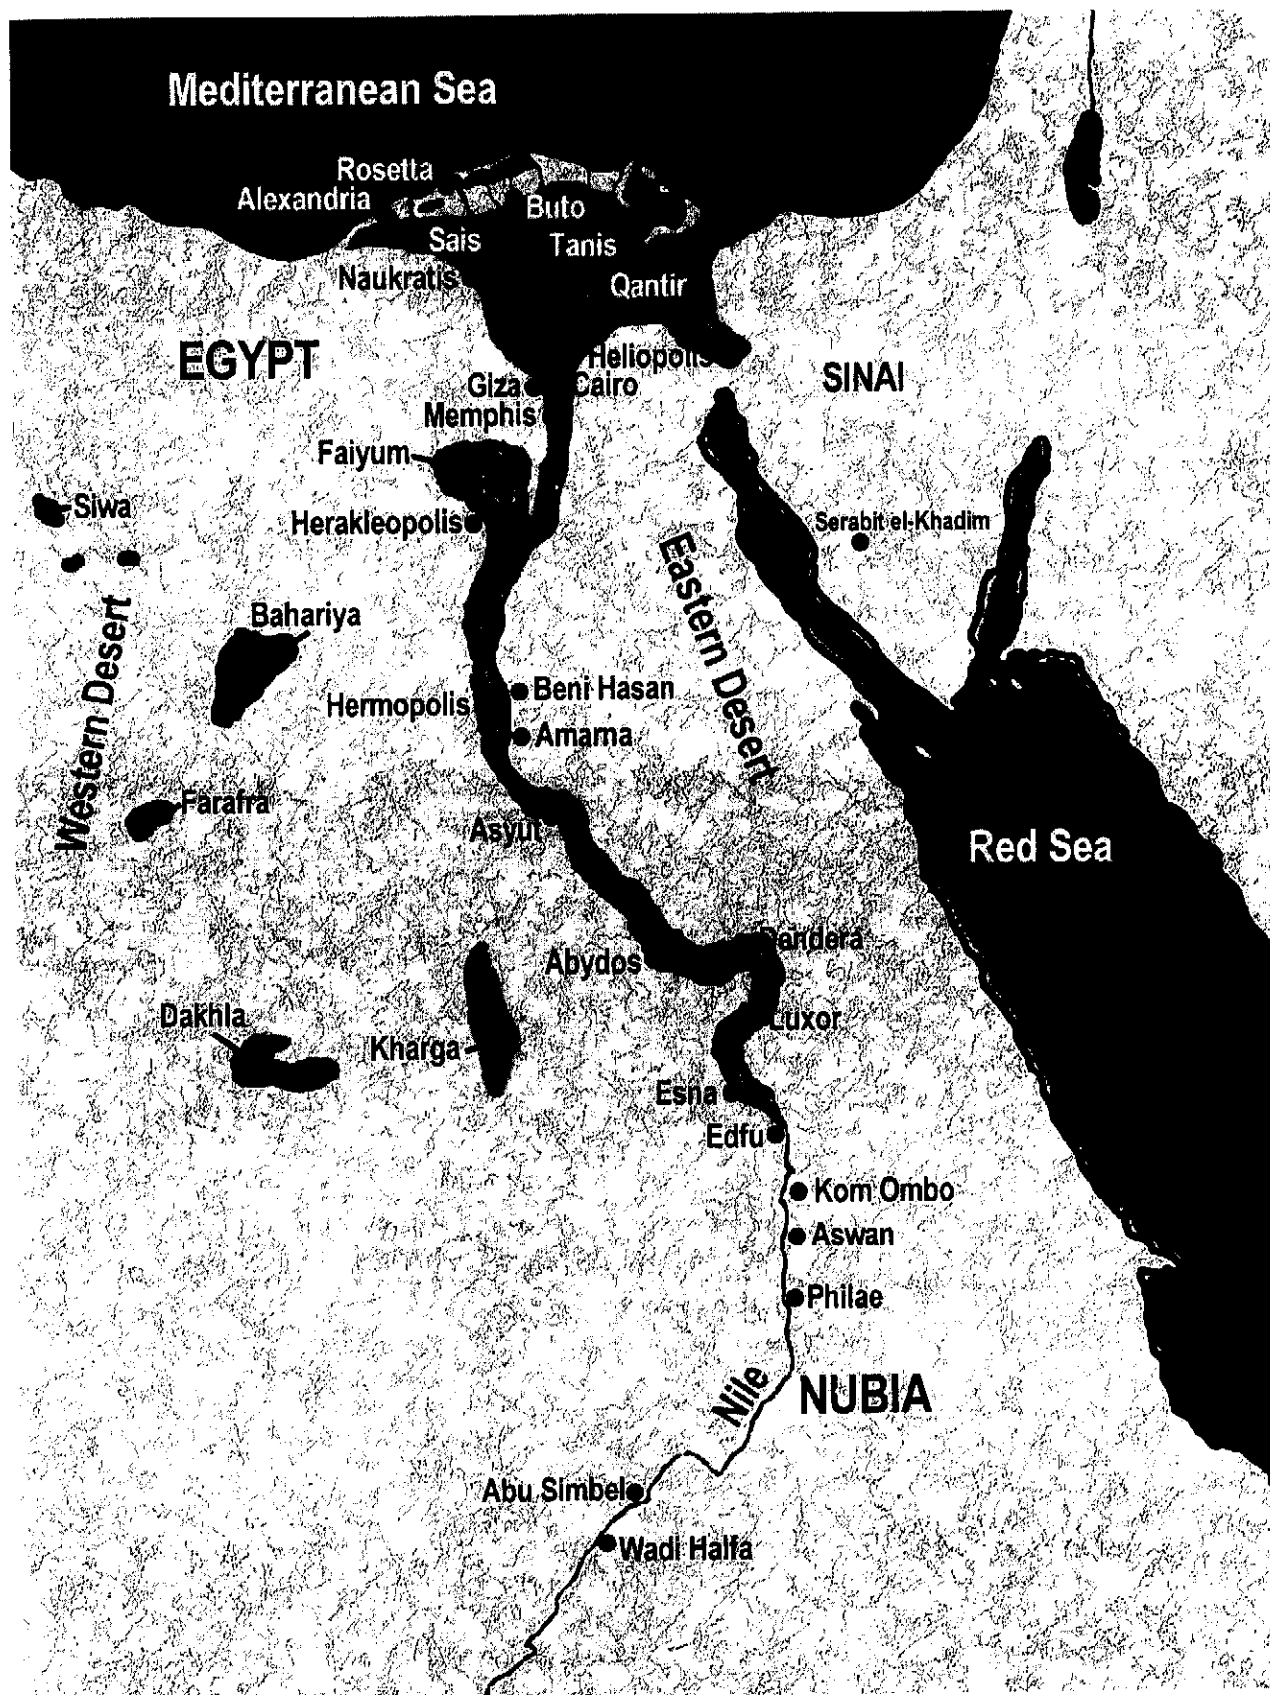 Mediterranean Sea
Rosetta
Alexandria
Buto
Sais
Tanis
Naukratis
Qantir
EGYPT
Heliopolis
SINAI
Giza
Cairo
Memphis
Faiyum
Siwa
Herakleopolis
Serabit el-Khadim
Eastern Desert
Western Desert
Bahariya
Beni Hasan
Hermopolis
Amarna
Farafra
Asyut
Red Sea
Dandera
Abydos
Dakhla
Luxor
Kharga
Esna
Edfu
Kom Ombo
Aswan
Philae
Nile
NUBIA
Abu Simbel
Wadi Halfa